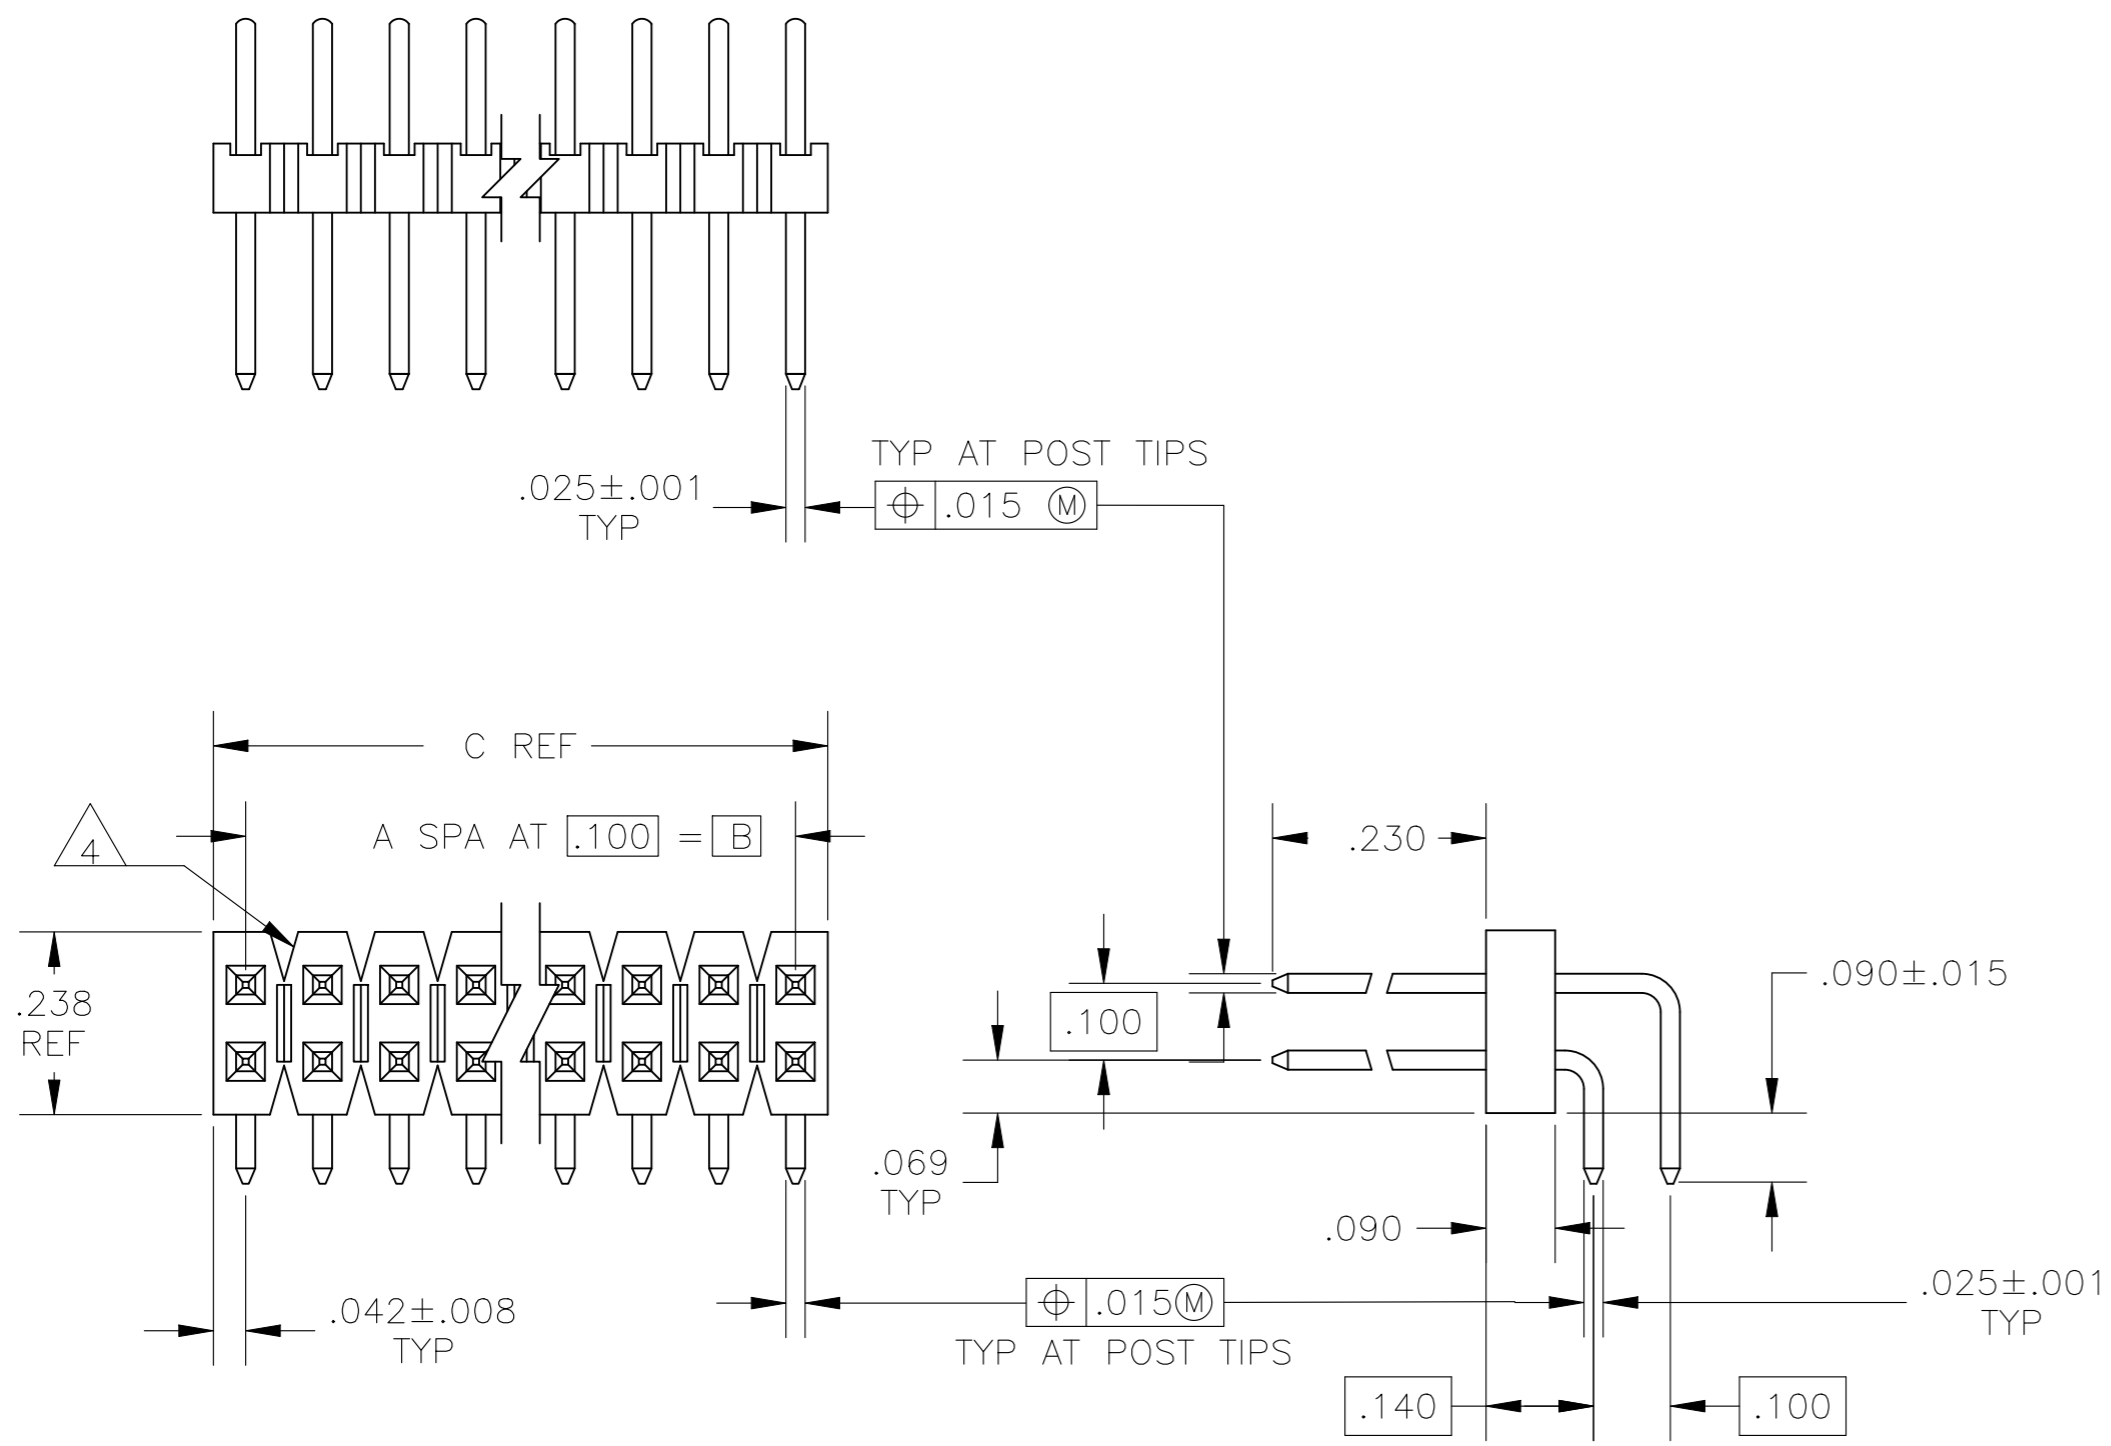 TYP AT POST TIPS
.025±.001
TYP
⌖ .015 Ⓜ
C REF
A SPA AT .100 = B
4
.230
.238
REF
.100
.090±.015
.069
TYP
.090
.042±.008
TYP
⌖ .015Ⓜ
TYP AT POST TIPS
.025±.001
TYP
.140
.100